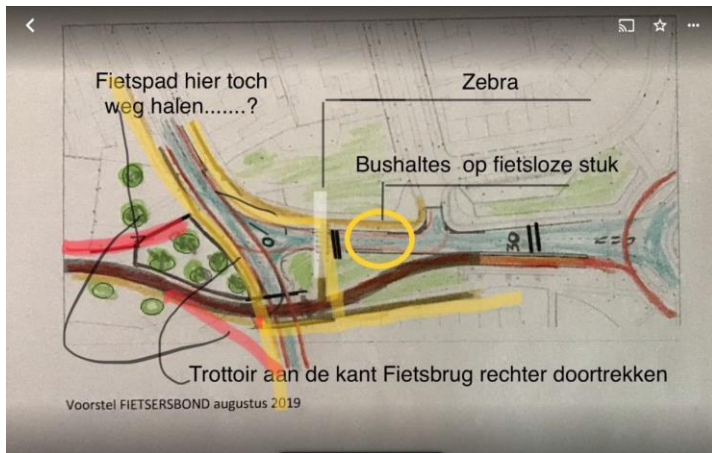 Fietspad hier toch
weg halen.......?
Zebra
Bushaltes op fietsloze stuk
30
Trottoir aan de kant Fietsbrug rechter doortrekken
Voorstel FIETSERSBOND augustus 2019